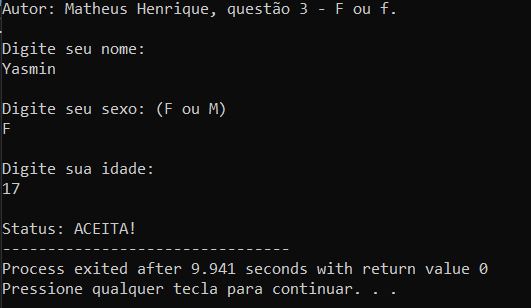 Autor: Matheus Henrique, questão 3 - F ou f.
Digite seu nome:
Yasmin
Digite seu sexo: (F ou M)
F
Digite sua idade:
17
Status: ACEITA!
--------------------------------
Process exited after 9.941 seconds with return value 0
Pressione qualquer tecla para continuar. . .